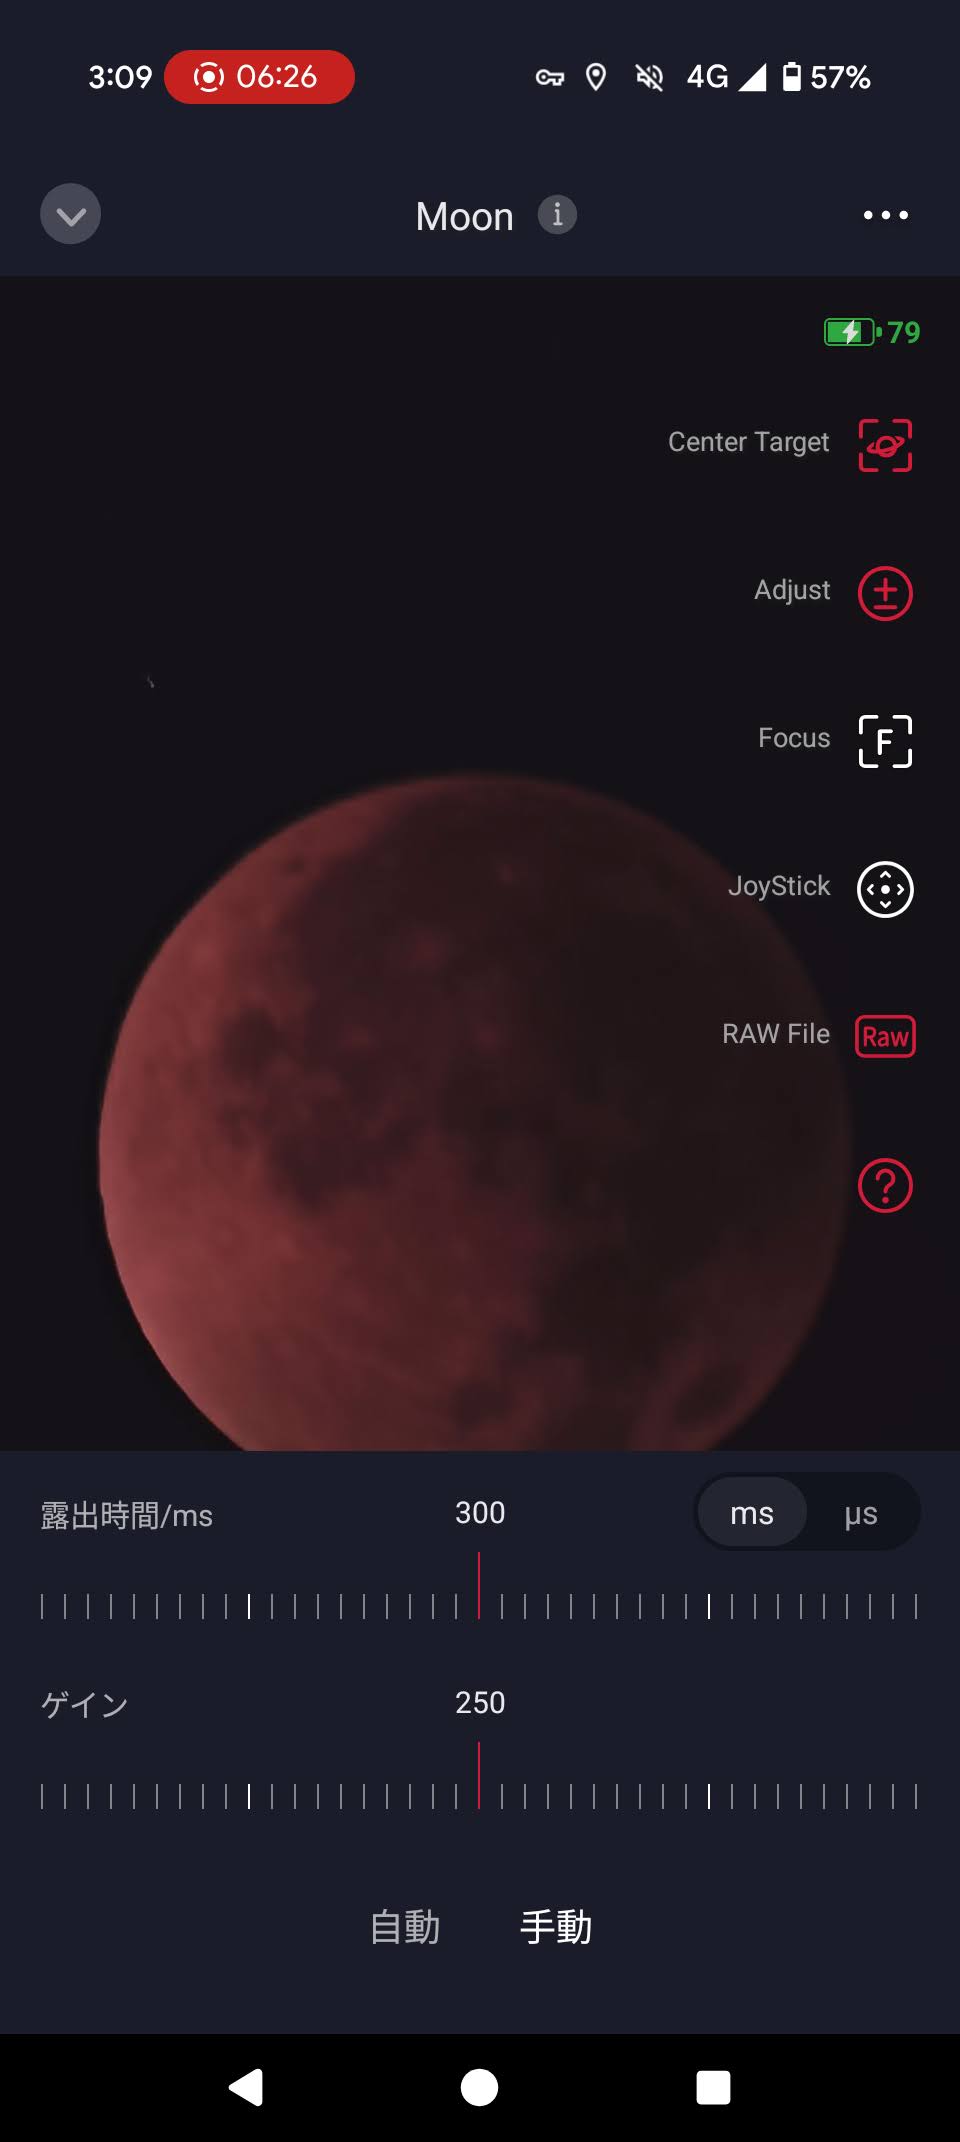 3:09 06:26 4G 57%
Moon i
79
Center Target
Adjust
Focus F
JoyStick
RAW File Raw
?
露出時間/ms 300 ms µs
ゲイン 250
自動 手動